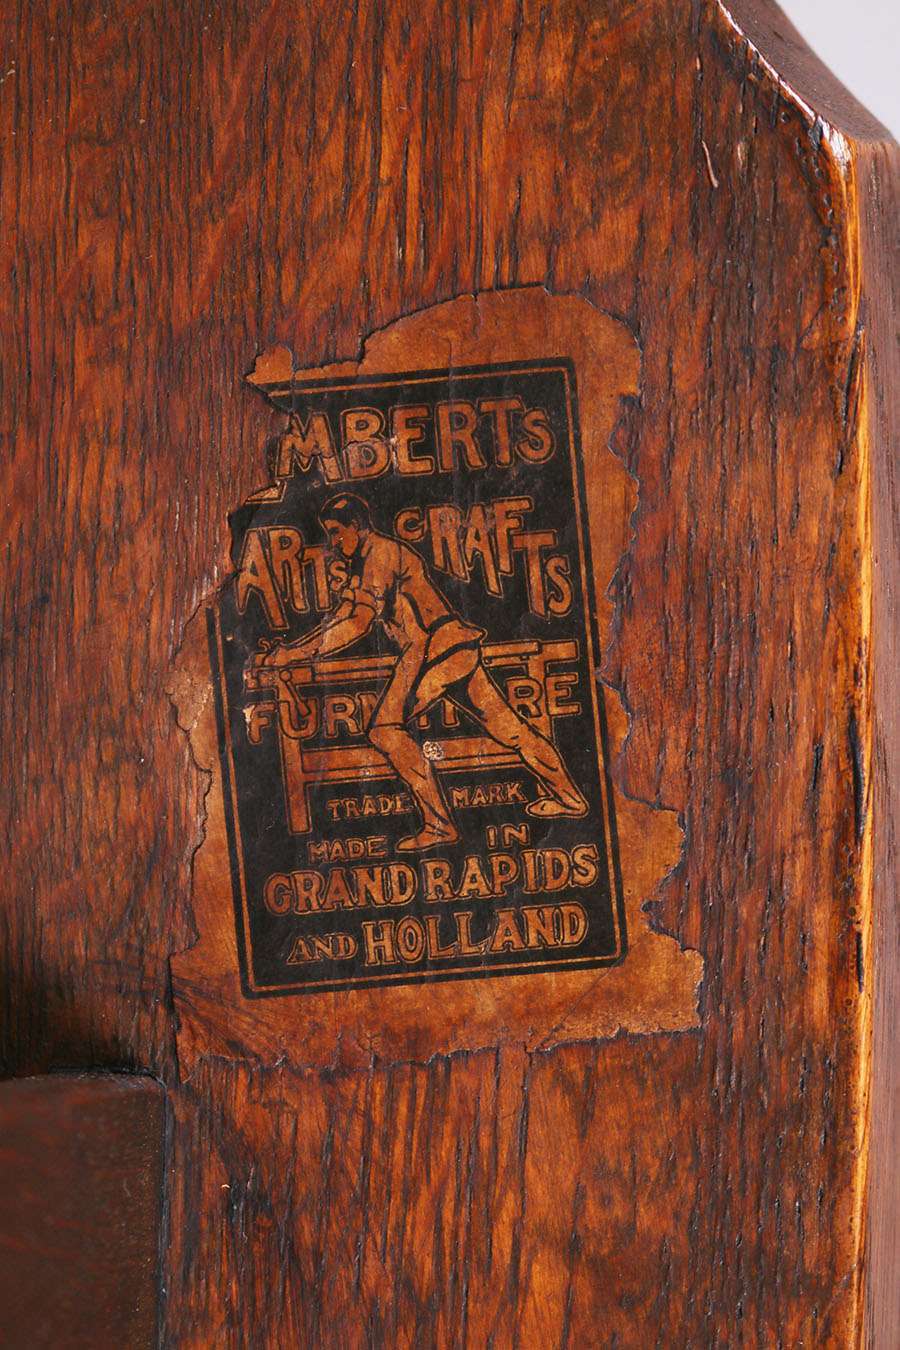 MBERTS
ARTS CRAFTS
FURNITURE
TRADE MARK
MADE IN
GRAND RAPIDS
AND HOLLAND